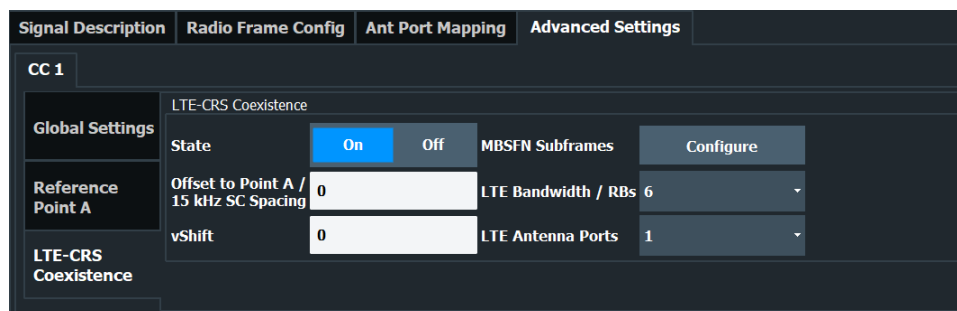 Signal Description Radio Frame Config Ant Port Mapping Advanced Settings
CC 1
LTE-CRS Coexistence
Global Settings
State On Off MBSFN Subframes Configure
Reference
Point A
Offset to Point A /
15 kHz SC Spacing 0 LTE Bandwidth / RBs 6
vShift 0 LTE Antenna Ports 1
LTE-CRS
Coexistence